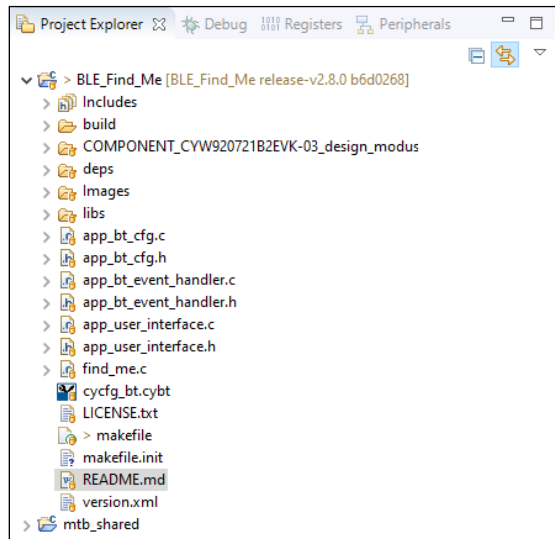 Project Explorer Debug Registers Peripherals
> BLE_Find_Me [BLE_Find_Me release-v2.8.0 b6d0268]
Includes
build
COMPONENT_CYW920721B2EVK-03_design_modus
deps
Images
libs
app_bt_cfg.c
app_bt_cfg.h
app_bt_event_handler.c
app_bt_event_handler.h
app_user_interface.c
app_user_interface.h
find_me.c
cycfg_bt.cybt
LICENSE.txt
> makefile
makefile.init
README.md
version.xml
mtb_shared